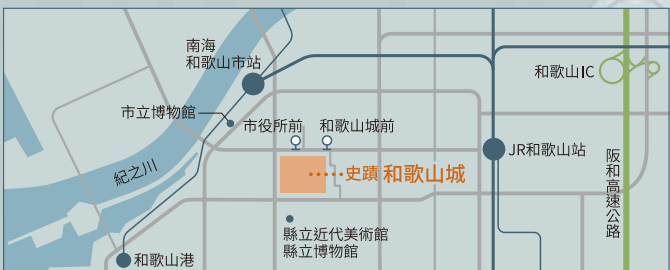 南海
和歌山市站
和歌山IC
市立博物館
市役所前
和歌山城前
JR和歌山站
阪和高速公路
紀之川
史蹟 和歌山城
縣立近代美術館
縣立博物館
和歌山港